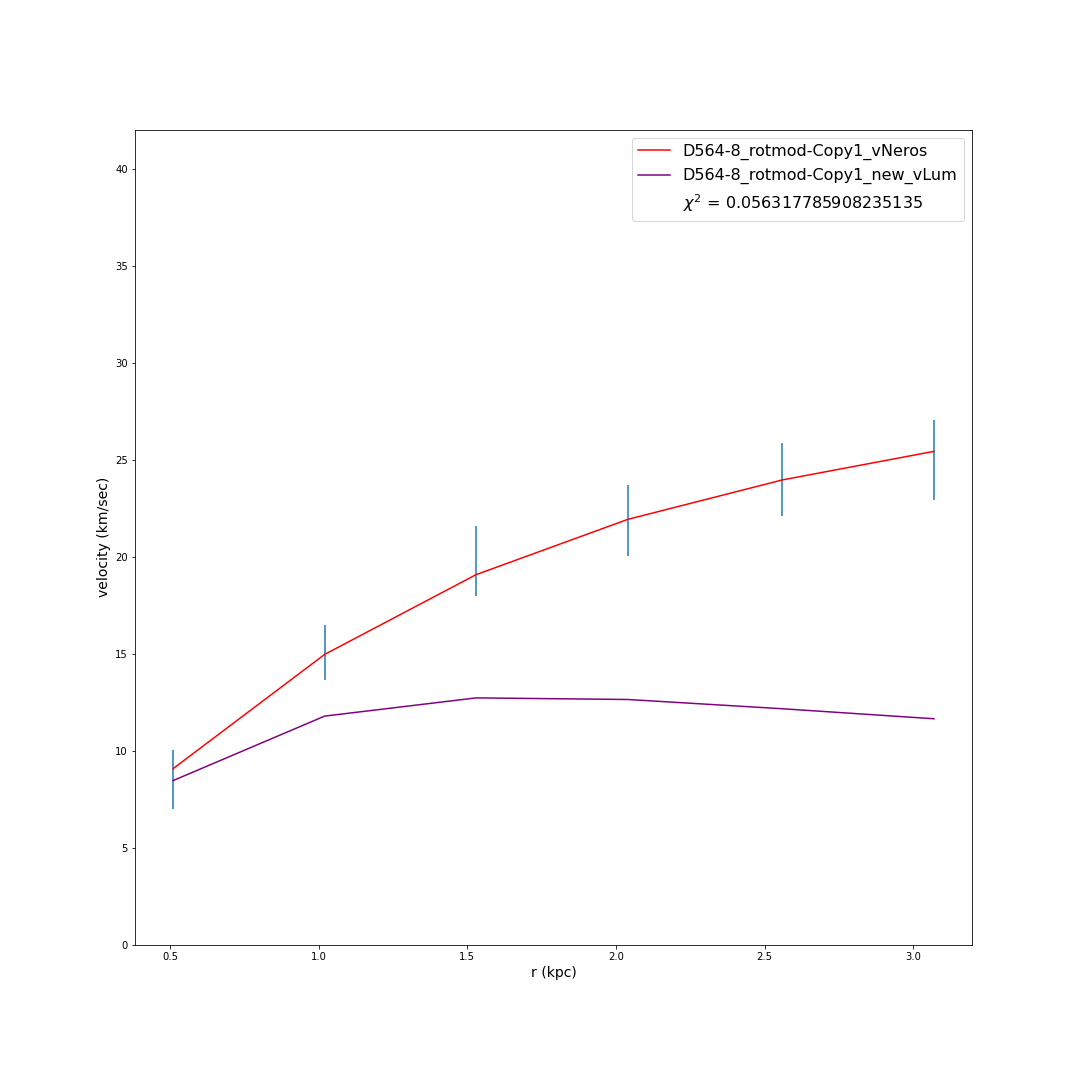 D564-8_rotmod-Copy1_vNeros
D564-8_rotmod-Copy1_new_vLum
χ² = 0.056317785908235135
40
35
30
25
20
15
10
5
0
velocity (km/sec)
0.5 1.0 1.5 2.0 2.5 3.0
r (kpc)